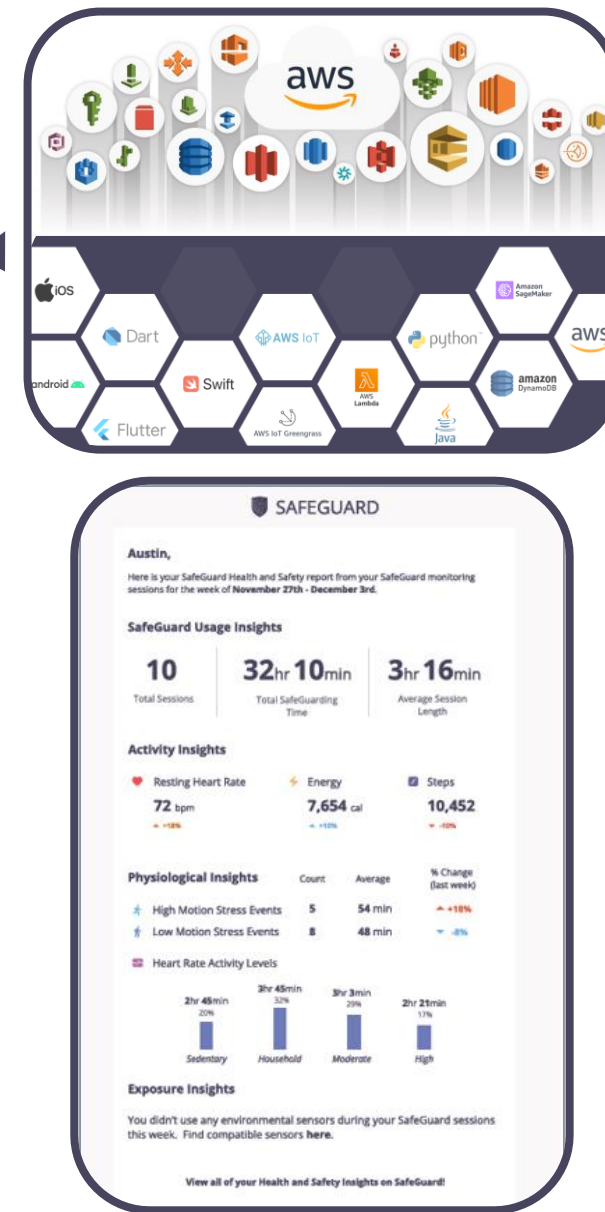 aws
iOS
Amazon
SageMaker
Dart
AWS IoT
python
aws
android
Swift
AWS
Lambda
amazon
DynamoDB
Flutter
AWS IoT Greengrass
Java
SAFEGUARD
Austin,
Here is your SafeGuard Health and Safety report from your SafeGuard monitoring
sessions for the week of November 27th - December 3rd.
SafeGuard Usage Insights
10 32hr 10min 3hr 16min
Total Sessions Total SafeGuarding Average Session
Time Length
Activity Insights
Resting Heart Rate Energy Steps
72 bpm 7,654 cal 10,452
+18% +10% -10%
Physiological Insights Count Average % Change
(last week)
High Motion Stress Events 5 54 min +18%
Low Motion Stress Events 8 48 min -8%
Heart Rate Activity Levels
2hr 45min 3hr 45min 3hr 3min 2hr 21min
20% 32% 29% 17%
Sedentary Household Moderate High
Exposure Insights
You didn't use any environmental sensors during your SafeGuard sessions
this week. Find compatible sensors here.
View all of your Health and Safety Insights on SafeGuard!